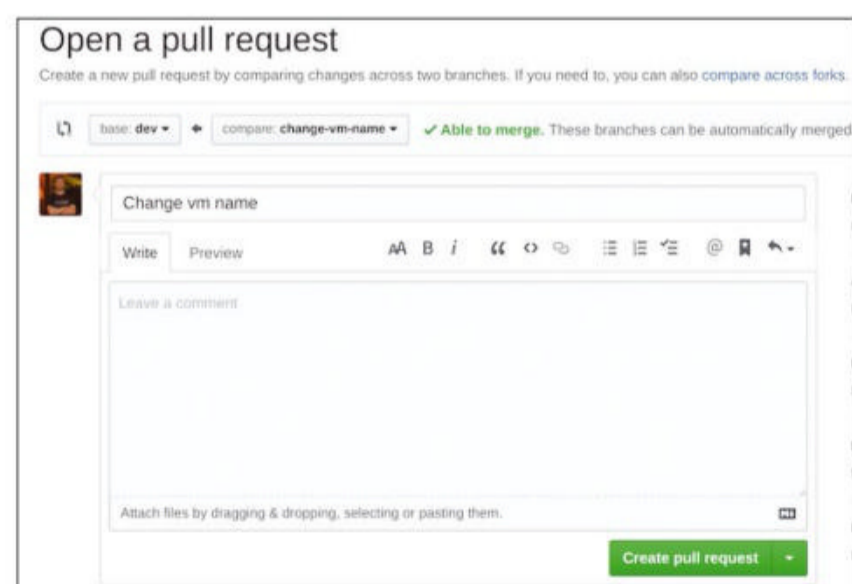 Open a pull request
Create a new pull request by comparing changes across two branches. If you need to, you can also compare across forks.
base: dev compare: change-vm-name ✓ Able to merge. These branches can be automatically merged
Change vm name
Write Preview AA B i “ <> @
Leave a comment
Attach files by dragging & dropping, selecting or pasting them.
Create pull request